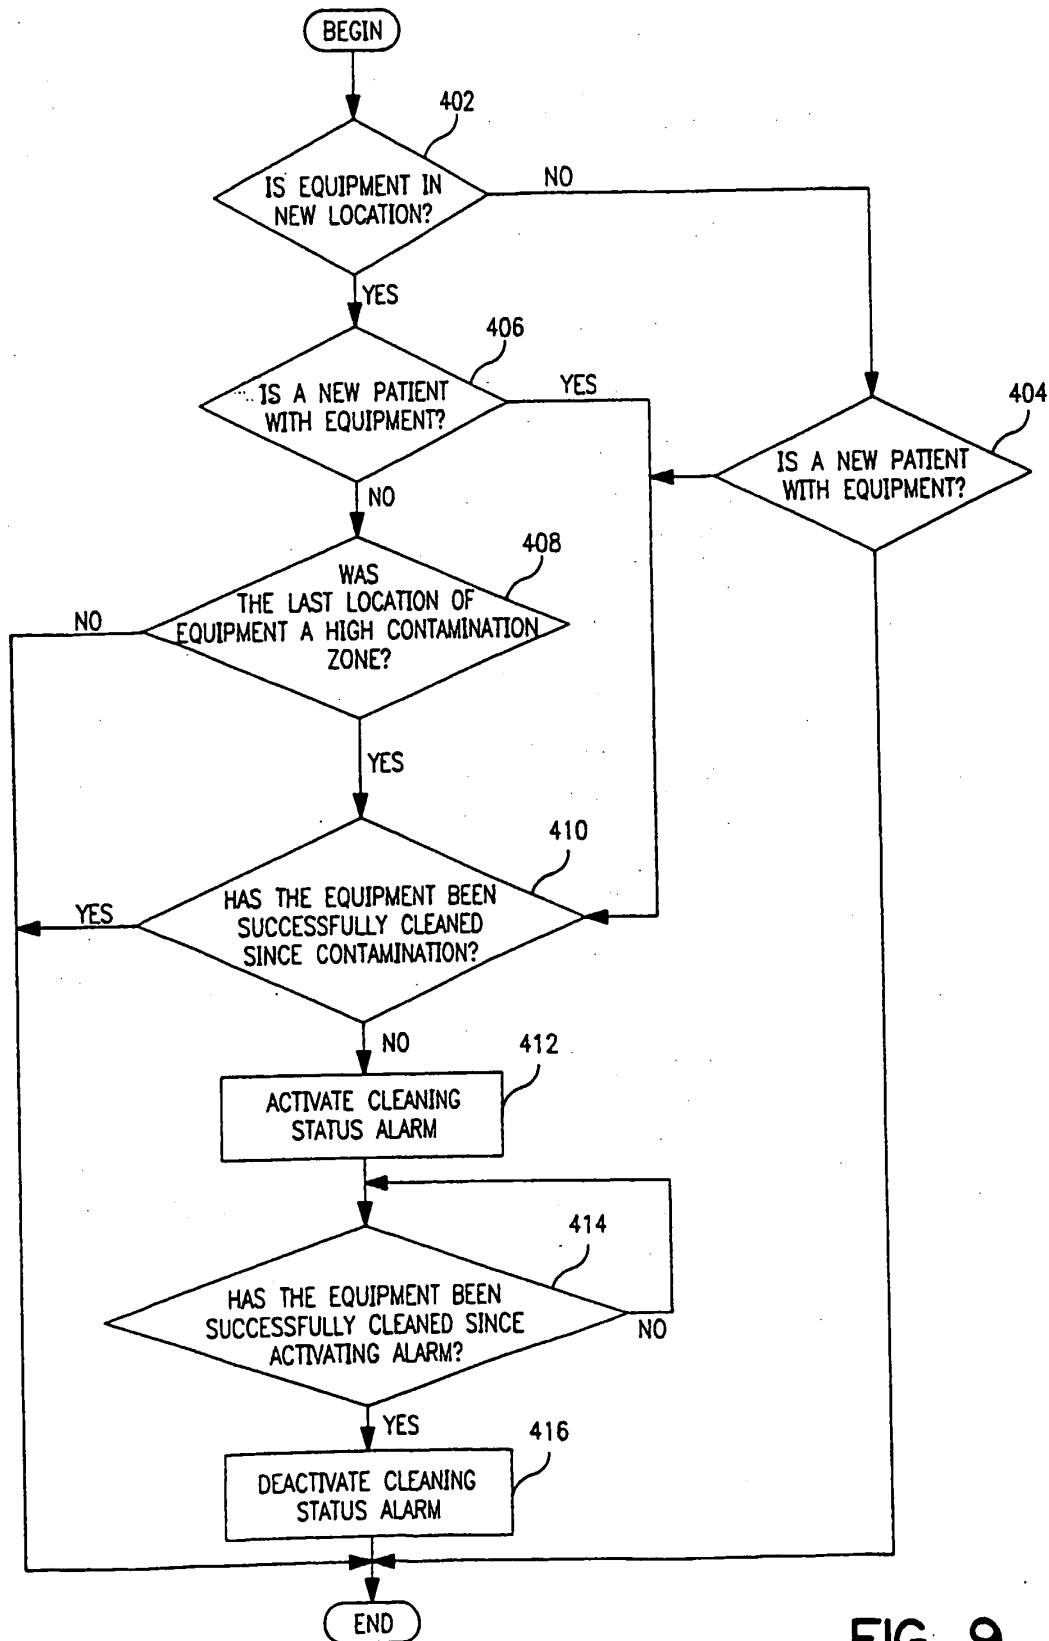 BEGIN
402
IS EQUIPMENT IN
NEW LOCATION?
NO
YES
406
IS A NEW PATIENT
WITH EQUIPMENT?
YES
404
IS A NEW PATIENT
WITH EQUIPMENT?
NO
408
WAS
THE LAST LOCATION OF
EQUIPMENT A HIGH CONTAMINATION
ZONE?
NO
YES
410
HAS THE EQUIPMENT BEEN
SUCCESSFULLY CLEANED
SINCE CONTAMINATION?
YES
NO
412
ACTIVATE CLEANING
STATUS ALARM
414
HAS THE EQUIPMENT BEEN
SUCCESSFULLY CLEANED SINCE
ACTIVATING ALARM?
NO
YES
416
DEACTIVATE CLEANING
STATUS ALARM
END
FIG. 9